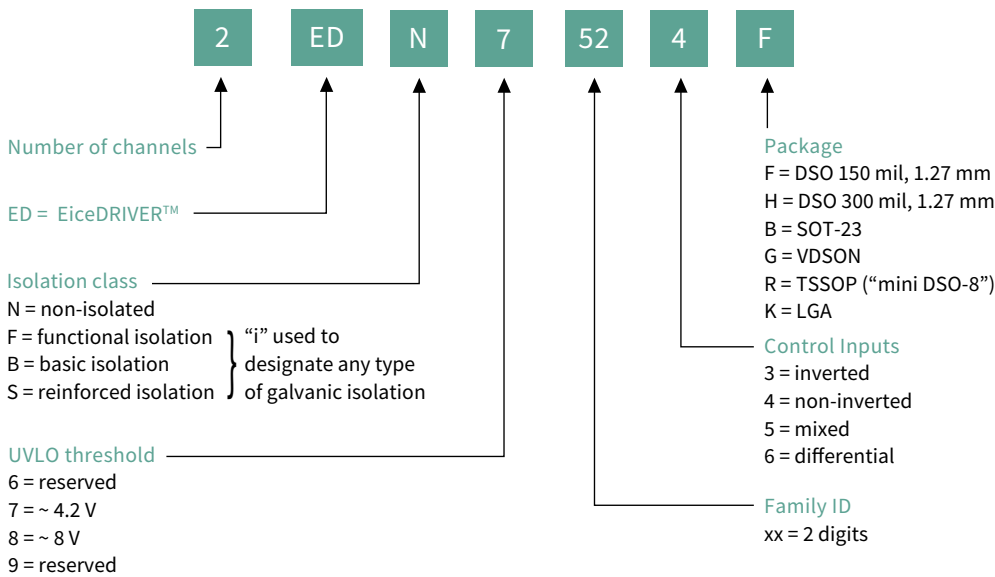 2 ED N 7 52 4 F
Number of channels
ED = EiceDRIVER™
Isolation class
N = non-isolated
F = functional isolation
B = basic isolation
S = reinforced isolation
} “i” used to
designate any type
of galvanic isolation
UVLO threshold
6 = reserved
7 = ~ 4.2 V
8 = ~ 8 V
9 = reserved
Package
F = DSO 150 mil, 1.27 mm
H = DSO 300 mil, 1.27 mm
B = SOT-23
G = VDSON
R = TSSOP (“mini DSO-8”)
K = LGA
Control Inputs
3 = inverted
4 = non-inverted
5 = mixed
6 = differential
Family ID
xx = 2 digits